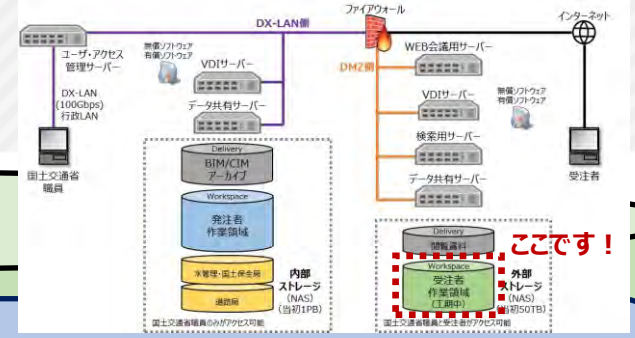 ファイアウォール
インターネット
DX-LAN側
ユーザ・アクセス
管理サーバー
無償ソフトウェア
有償ソフトウェア
VDIサーバー
データ共有サーバー
DX-LAN
(100Gbps)
行政LAN
国土交通省
職員
WEB会議用サーバー
DMZ側
VDIサーバー
無償ソフトウェア
有償ソフトウェア
検索用サーバー
データ共有サーバー
受注者
Delivery
BIM/CIM
アーカイブ
Workspace
発注者
作業領域
水管理・国土保全局
道路局
内部
ストレージ
(NAS)
(当初1PB)
国土交通省職員のみがアクセス可能
Delivery
閲覧資料
ここです！
Workspace
受注者
作業領域
(工期中)
外部
ストレージ
(NAS)
(当初50TB)
国土交通省職員と受注者がアクセス可能